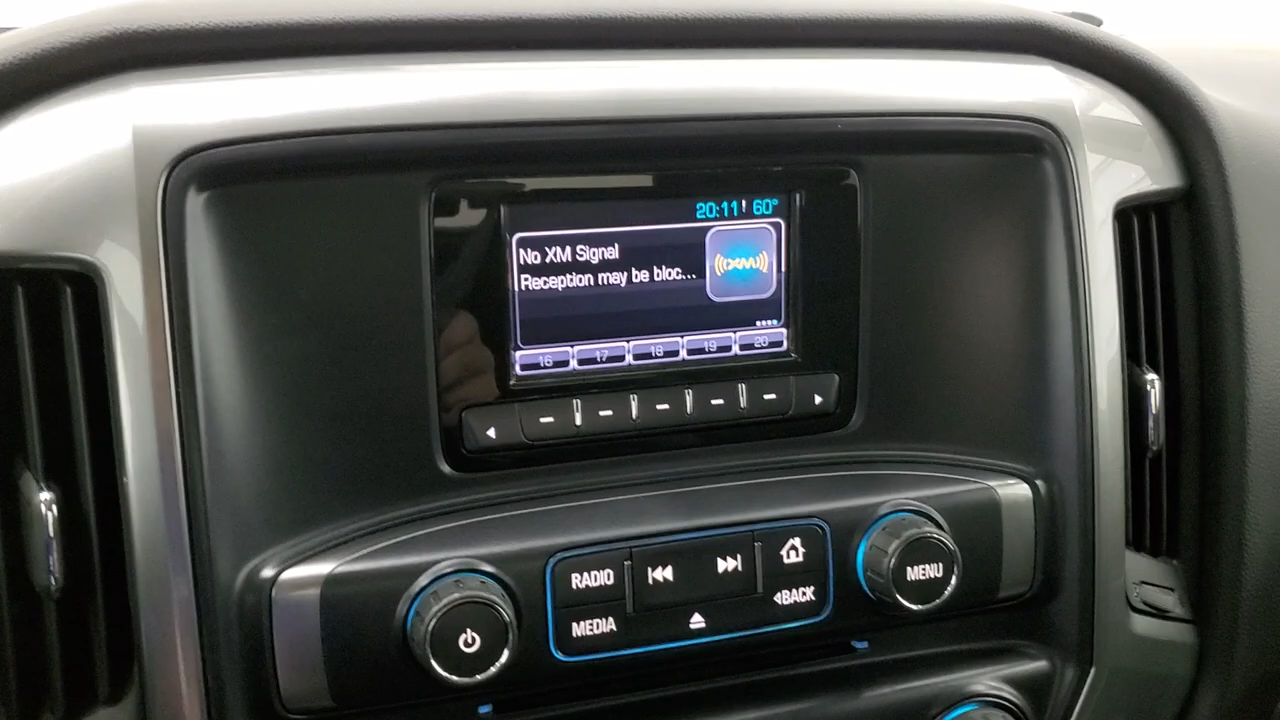 20:11 60°
No XM Signal
Reception may be bloc...
((XM))
16 17 18 19 20
RADIO
MEDIA
BACK
MENU